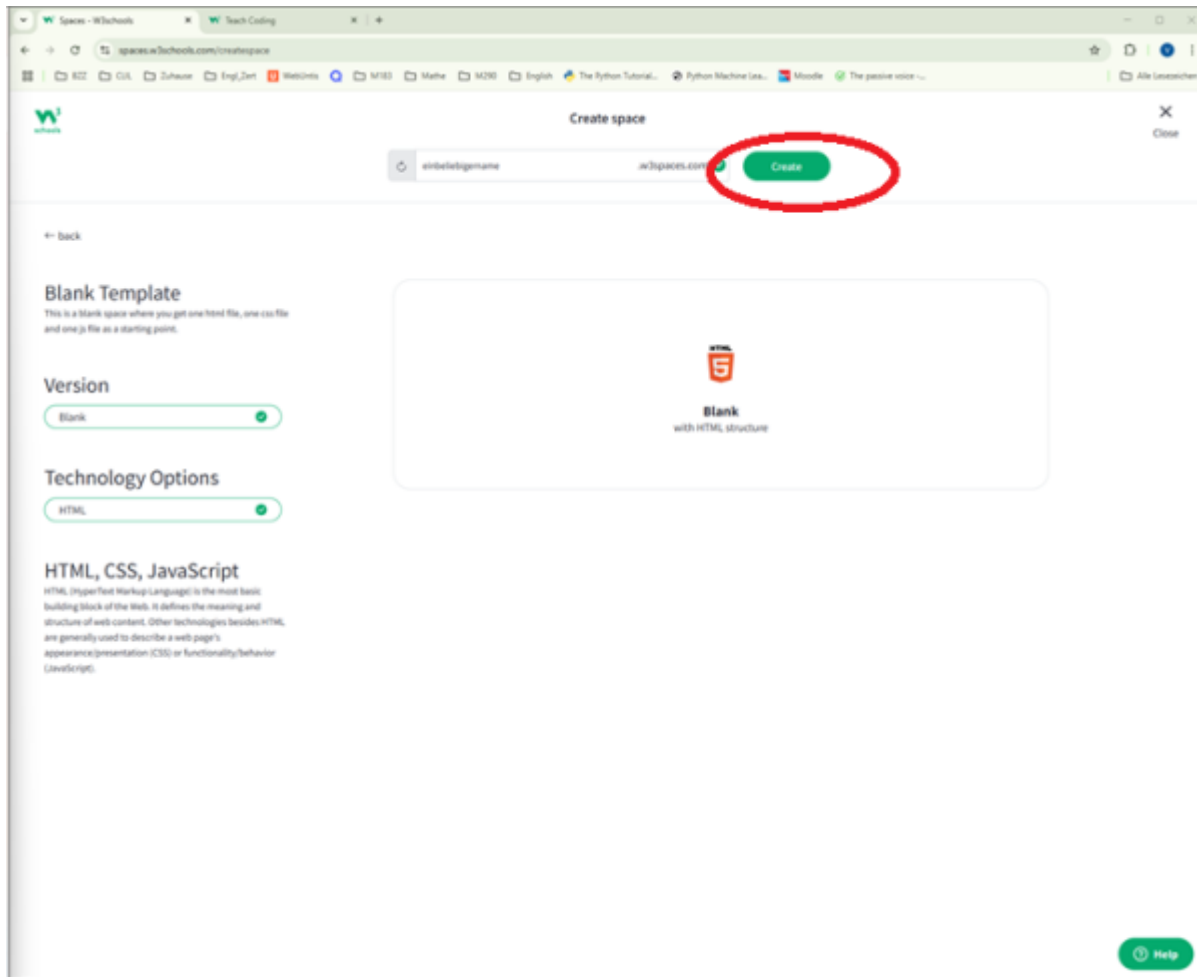 Spaces - W3schools
Teach Coding
spaces.w3schools.com/createspace
BZZ GUL Zuhause Engl_Zert WebUntis M183 Mathe M290 English The Python Tutorial... Python Machine Lea... Moodle The passive voice -... Alle Lesezeichen
schools
Create space
Close
einbeliebigername .w3spaces.com Create
← back
Blank Template
This is a blank space where you get one html file, one css file
and one js file as a starting point.
Version
Blank
Technology Options
HTML
HTML, CSS, JavaScript
HTML (HyperText Markup Language) is the most basic
building block of the Web. It defines the meaning and
structure of web content. Other technologies besides HTML
are generally used to describe a web page's
appearance/presentation (CSS) or functionality/behavior
(JavaScript).
HTML
5
Blank
with HTML structure
Help